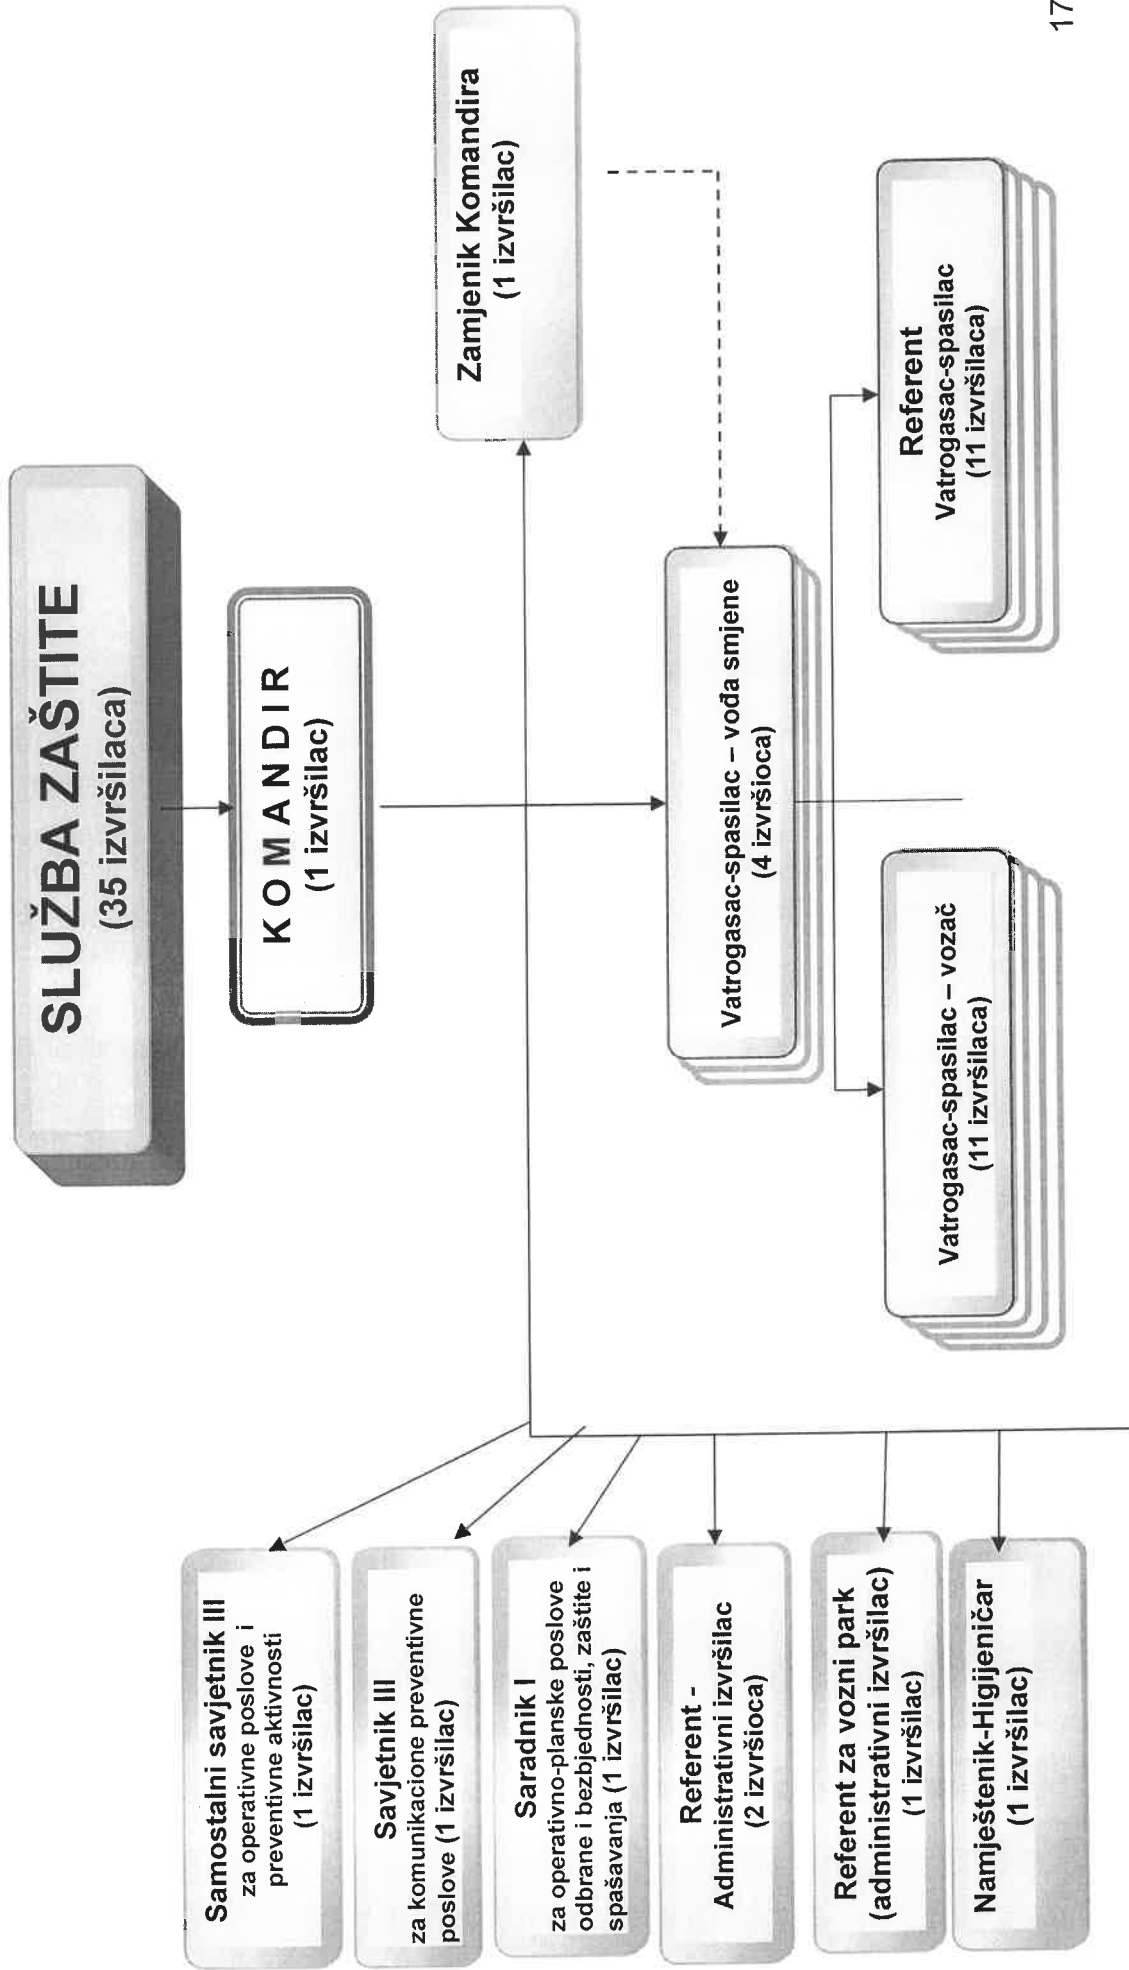 SLUŽBA ZAŠTITE
(35 izvršilaca)
K O M A N D I R
(1 izvršilac)
Zamjenik Komandira
(1 izvršilac)
Samostalni savjetnik III
za operativne poslove i
preventivne aktivnosti
(1 izvršilac)
Savjetnik III
za komunikacione preventivne
poslove (1 izvršilac)
Saradnik I
za operativno-planske poslove
odbrane i bezbjednosti, zaštite i
spašavanja (1 izvršilac)
Referent -
Administrativni izvršilac
(2 izvršioca)
Referent za vozni park
(administrativni izvršilac)
(1 izvršilac)
Namještenik-Higijeničar
(1 izvršilac)
Vatrogasac-spasilac – vođa smjene
(4 izvršioca)
Vatrogasac-spasilac – vozač
(11 izvršilaca)
Referent
Vatrogasac-spasilac
(11 izvršilaca)
17